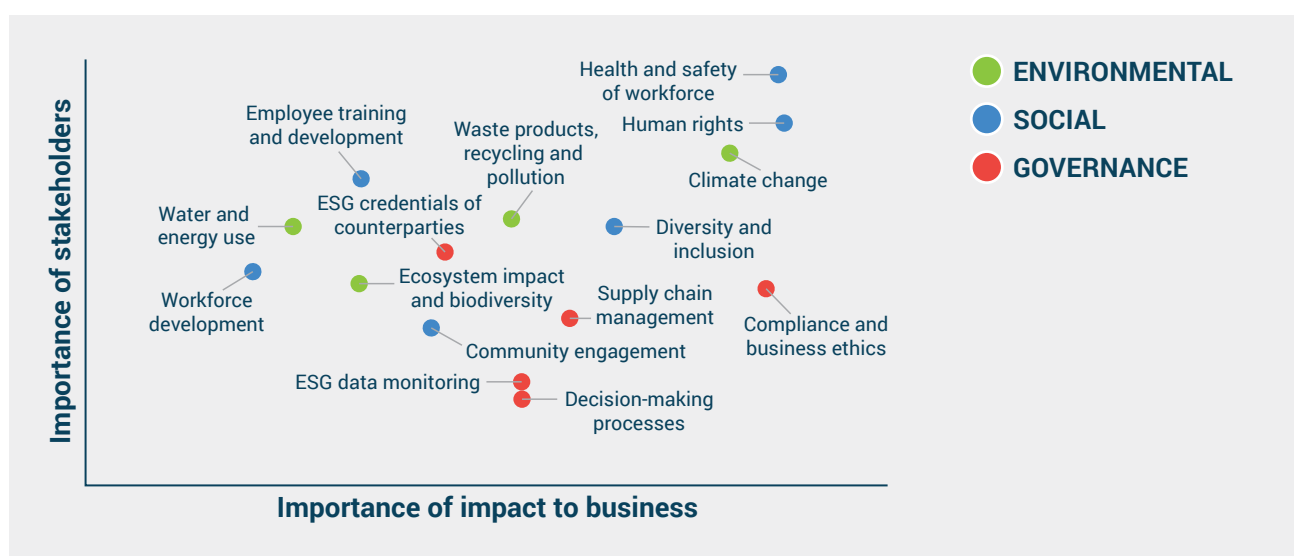 Health and safety
of workforce
ENVIRONMENTAL
Employee training
and development
Waste products,
recycling and
pollution
Human rights
SOCIAL
Climate change
GOVERNANCE
ESG credentials of
counterparties
Water and
energy use
Diversity and
inclusion
Ecosystem impact
and biodiversity
Supply chain
management
Workforce
development
Compliance and
business ethics
Community engagement
ESG data monitoring
Decision-making
processes
Importance of stakeholders
Importance of impact to business